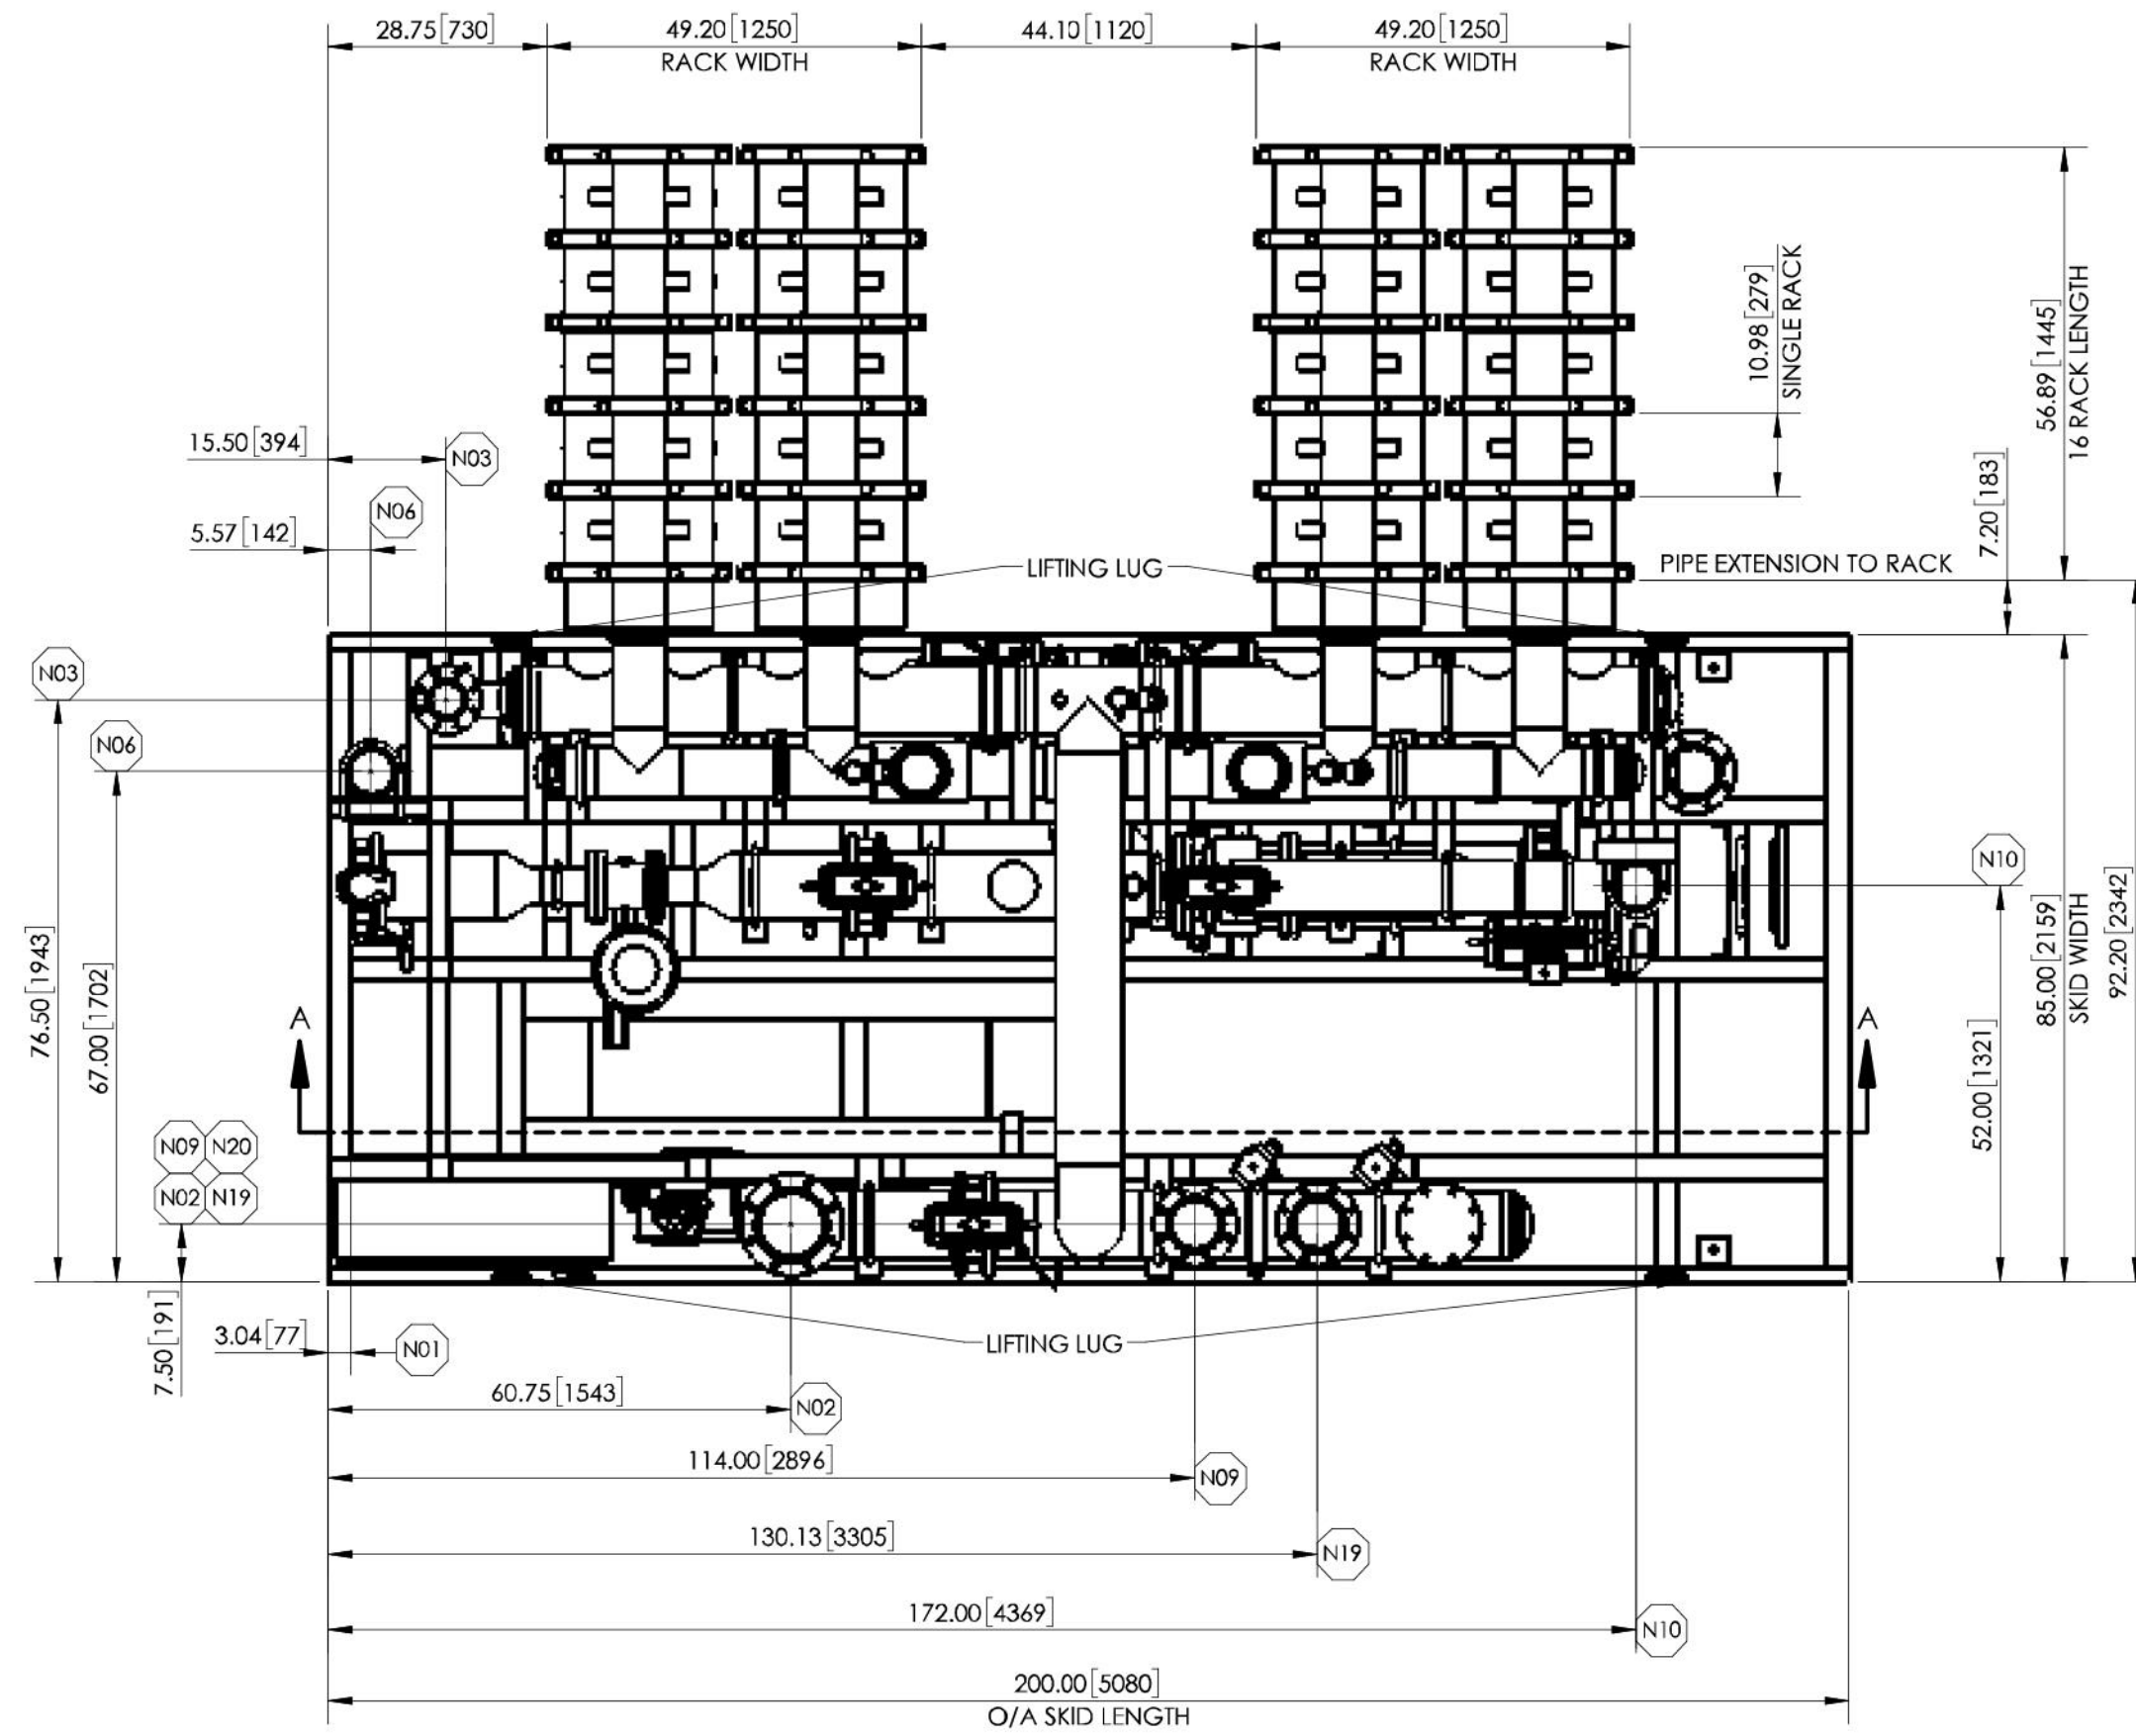 28.75[730]
49.20[1250]
RACK WIDTH
44.10[1120]
49.20[1250]
RACK WIDTH
10.98[279]
SINGLE RACK
56.89[1445]
16 RACK LENGTH
15.50[394]
N03
N06
5.57[142]
7.20[183]
LIFTING LUG
PIPE EXTENSION TO RACK
N03
N06
N10
76.50[1943]
67.00[1702]
85.00[2159]
SKID WIDTH
92.20[2342]
A
A
52.00[1321]
N09 N20
N02 N19
7.50[191]
3.04[77]
N01
LIFTING LUG
60.75[1543]
N02
114.00[2896]
N09
130.13[3305]
N19
172.00[4369]
N10
200.00[5080]
O/A SKID LENGTH